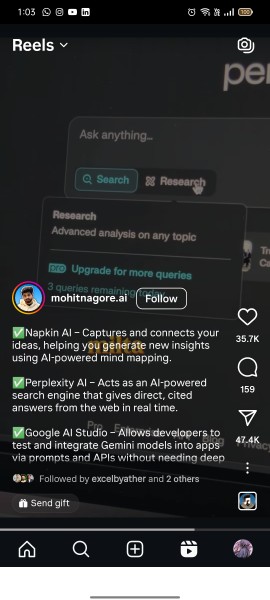 1:03
100
Reels
per
Ask anything...
Search
Research
Research
Advanced analysis on any topic
PRO Upgrade for more queries
3 queries remaining today
mohitnagore.ai
Follow
✅Napkin AI – Captures and connects your
ideas, helping you generate new insights
using AI-powered mind mapping.
✅Perplexity AI – Acts as an AI-powered
search engine that gives direct, cited
answers from the web in real time.
✅Google AI Studio – Allows developers to
test and integrate Gemini models into apps
via prompts and APIs without needing deep
35.7K
159
47.4K
Followed by excelbyather and 2 others
Send gift